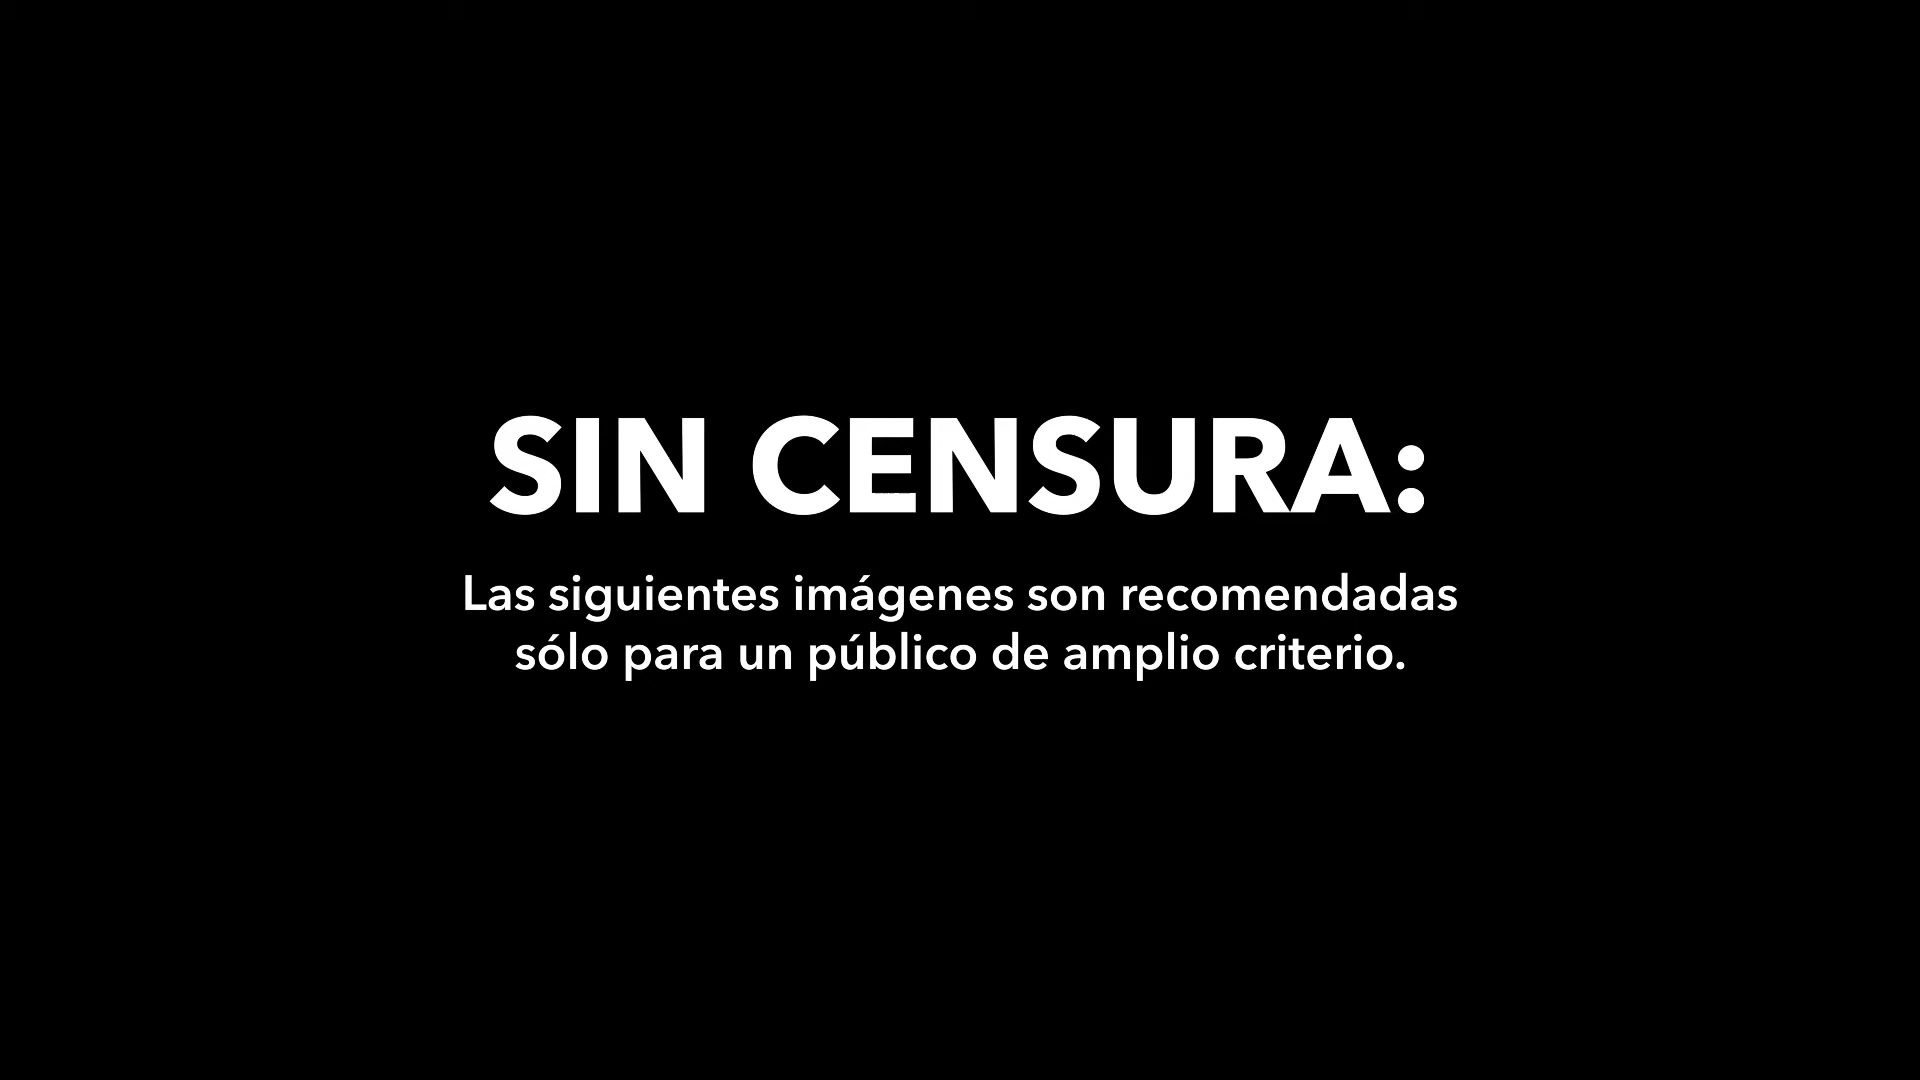 SIN CENSURA:
Las siguientes imágenes son recomendadas
sólo para un público de amplio criterio.